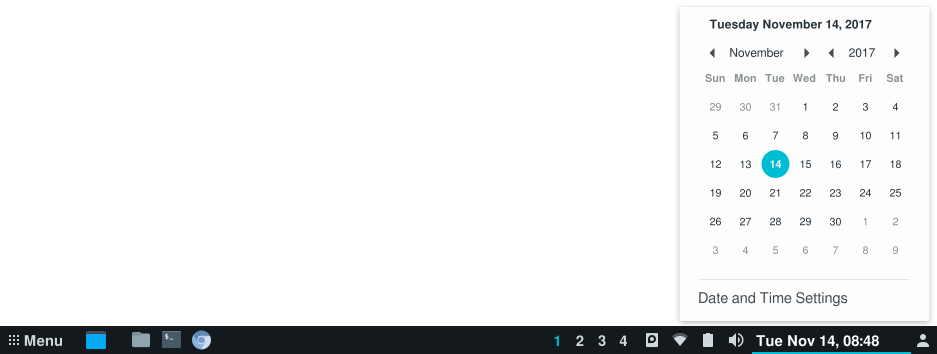 Tuesday November 14, 2017
November 2017
Sun Mon Tue Wed Thu Fri Sat
29 30 31 1 2 3 4
5 6 7 8 9 10 11
12 13 14 15 16 17 18
19 20 21 22 23 24 25
26 27 28 29 30 1 2
3 4 5 6 7 8 9
Date and Time Settings
Menu $- 1 2 3 4 Tue Nov 14, 08:48